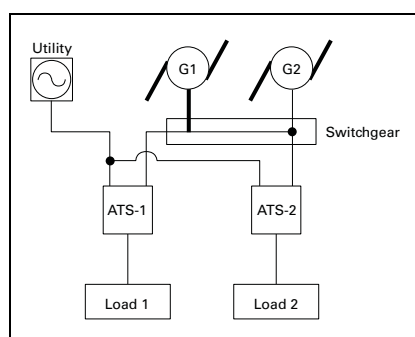 Utility
G1
G2
Switchgear
ATS-1
ATS-2
Load 1
Load 2